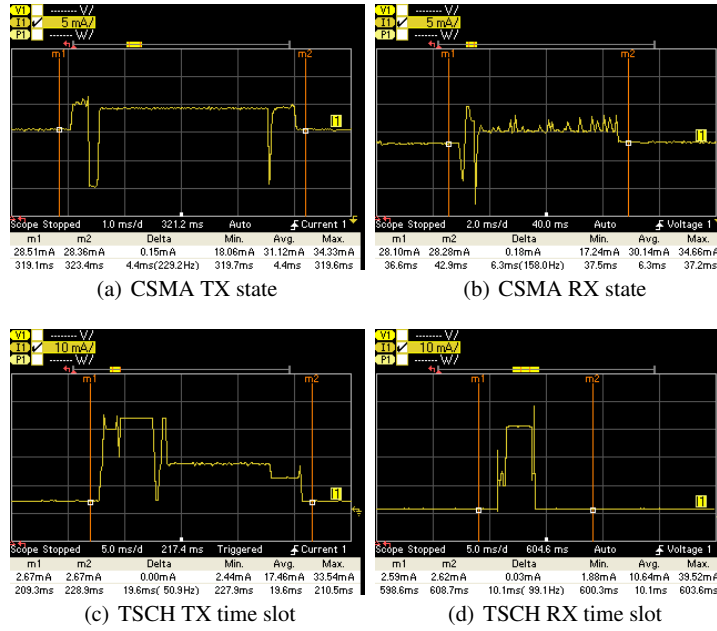 V1 ------- V/ V1 ------- V/
I1 ✓ 5 mA/ I1 ✓ 5 mA/
P1 ------ W/ P1 ------ W/
m1 m2 m1 m2
I1 I1
Scope Stopped 1.0 ms/d 321.2 ms Auto Current 1 Scope Stopped 2.0 ms/d 40.0 ms Auto Voltage 1
m1 m2 Delta Min. Avg. Max. m1 m2 Delta Min. Avg. Max.
28.51mA 28.36mA 0.15mA 18.06mA 31.12mA 34.33mA 28.10mA 28.28mA 0.18mA 17.24mA 30.14mA 34.66mA
319.1ms 323.4ms 4.4ms(229.2Hz) 319.7ms 4.4ms 319.6ms 36.6ms 42.9ms 6.3ms(158.0Hz) 37.5ms 6.3ms 37.2ms
(a) CSMA TX state (b) CSMA RX state
V1 ------- V/ V1 ------- V/
I1 ✓ 10 mA/ I1 ✓ 10 mA/
P1 ------ W/ P1 ------ W/
m1 m2 m1 m2
I1 I1
Scope Stopped 5.0 ms/d 217.4 ms Triggered Current 1 Scope Stopped 5.0 ms/d 604.6 ms Auto Voltage 1
m1 m2 Delta Min. Avg. Max. m1 m2 Delta Min. Avg. Max.
2.67mA 2.67mA 0.00mA 2.44mA 17.46mA 33.54mA 2.59mA 2.62mA 0.03mA 1.88mA 10.64mA 39.52mA
209.3ms 228.9ms 19.6ms( 50.9Hz) 227.9ms 19.6ms 210.5ms 598.6ms 608.7ms 10.1ms( 99.1Hz) 600.3ms 10.1ms 603.6ms
(c) TSCH TX time slot (d) TSCH RX time slot